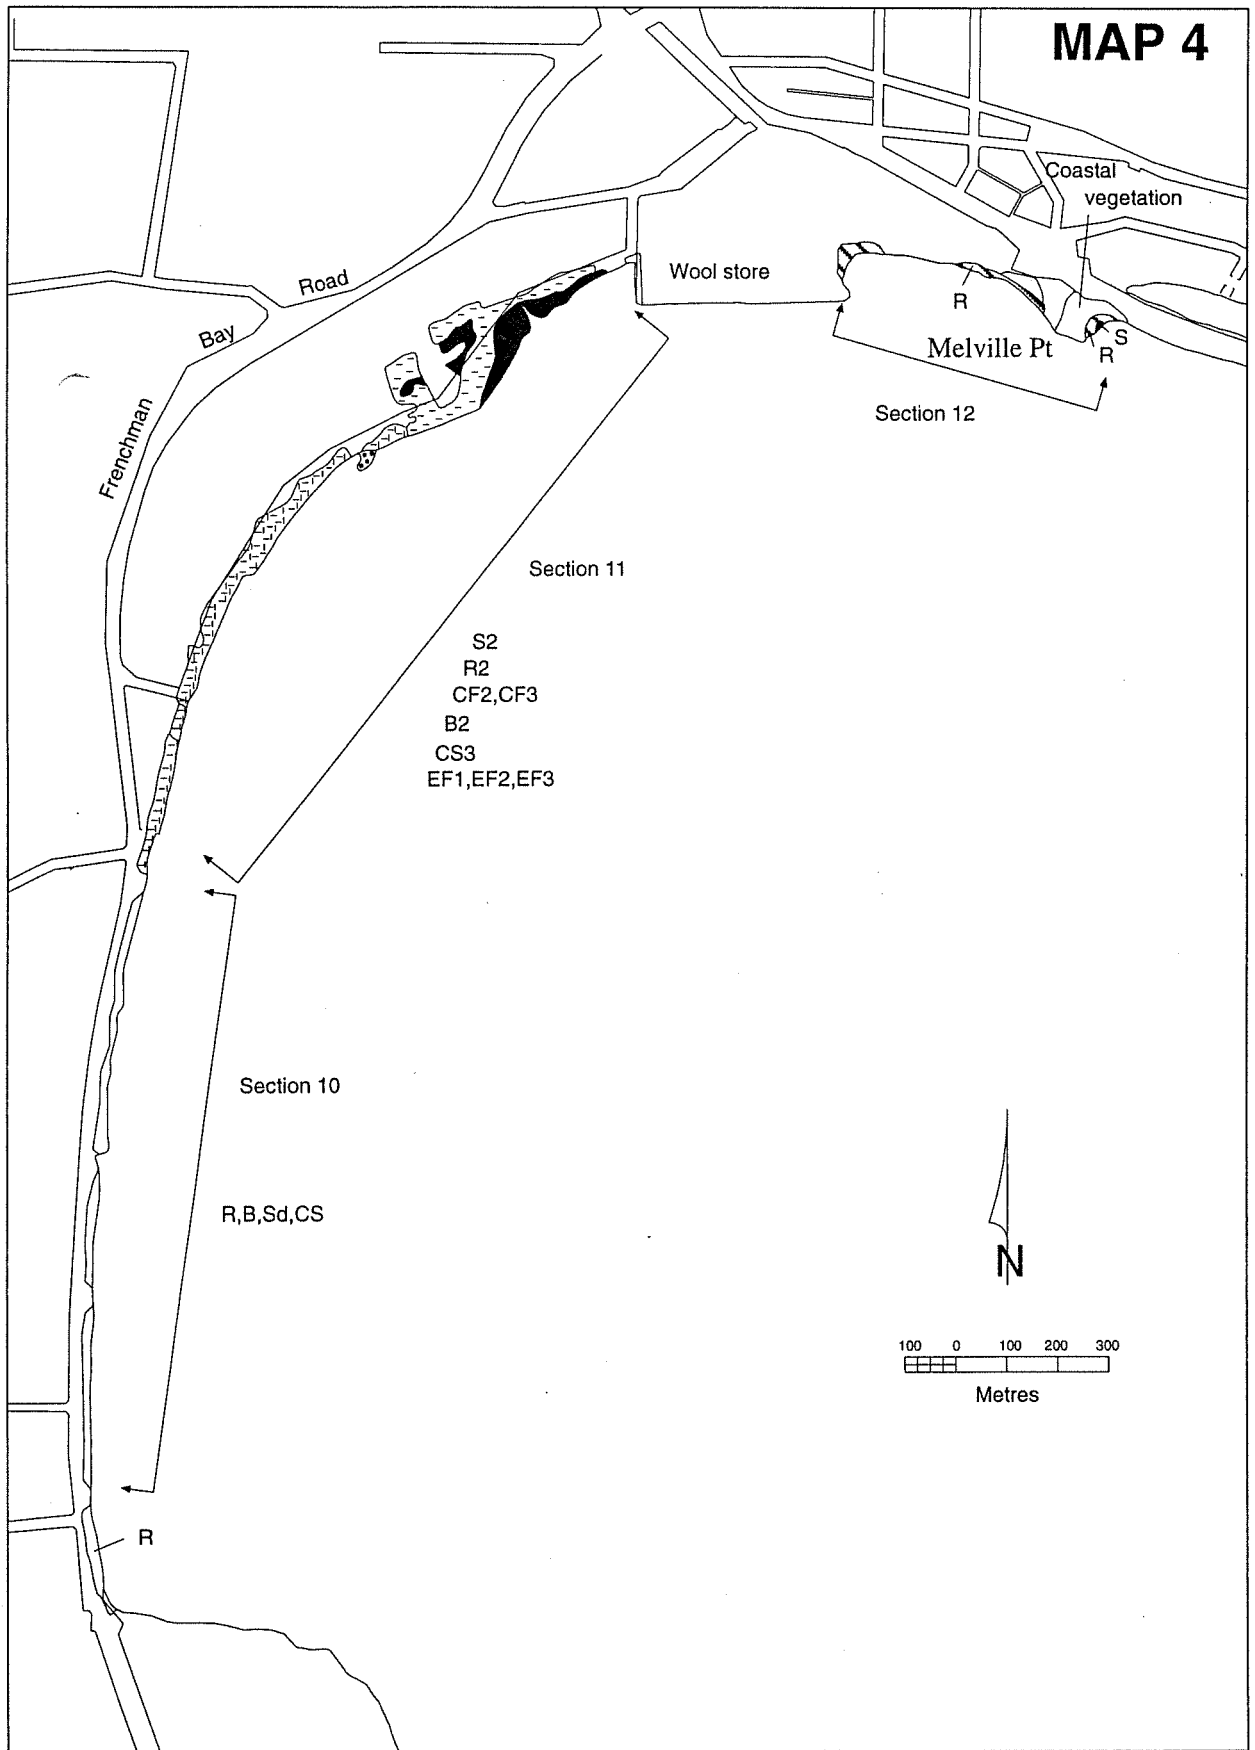 MAP 4
Coastal
vegetation
Road
Wool store
R
Bay
S
Melville Pt
R
Section 12
Frenchman
Section 11
S2
R2
CF2,CF3
B2
CS3
EF1,EF2,EF3
Section 10
R,B,Sd,CS
N
100 0 100 200 300
Metres
R